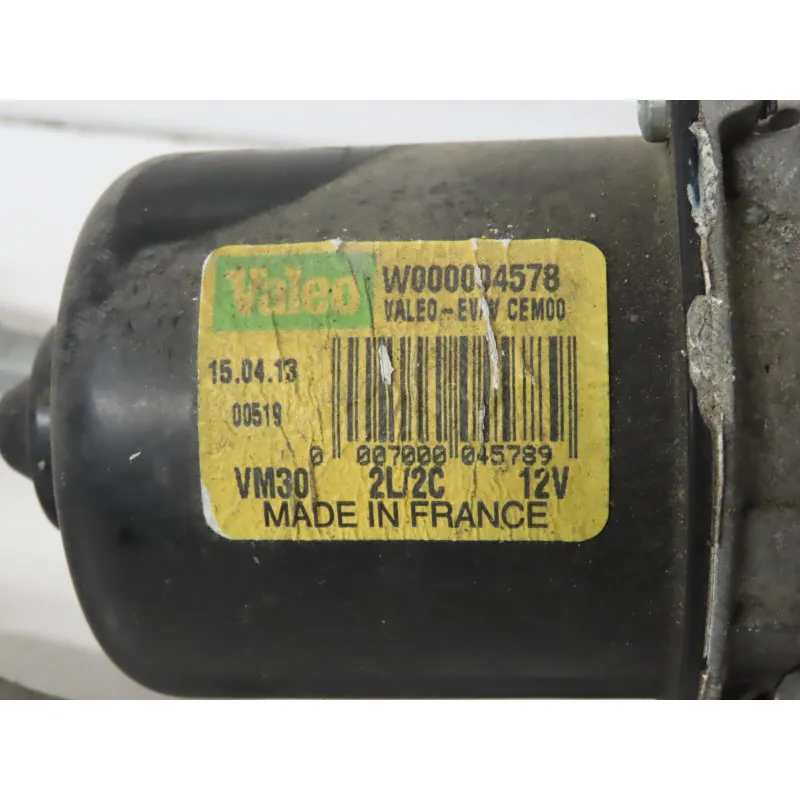 Valeo
W000004578
VALEO-EV/V CEM00
15.04.13
00519
0 007000 045789
VM30 2L/2C 12V
MADE IN FRANCE